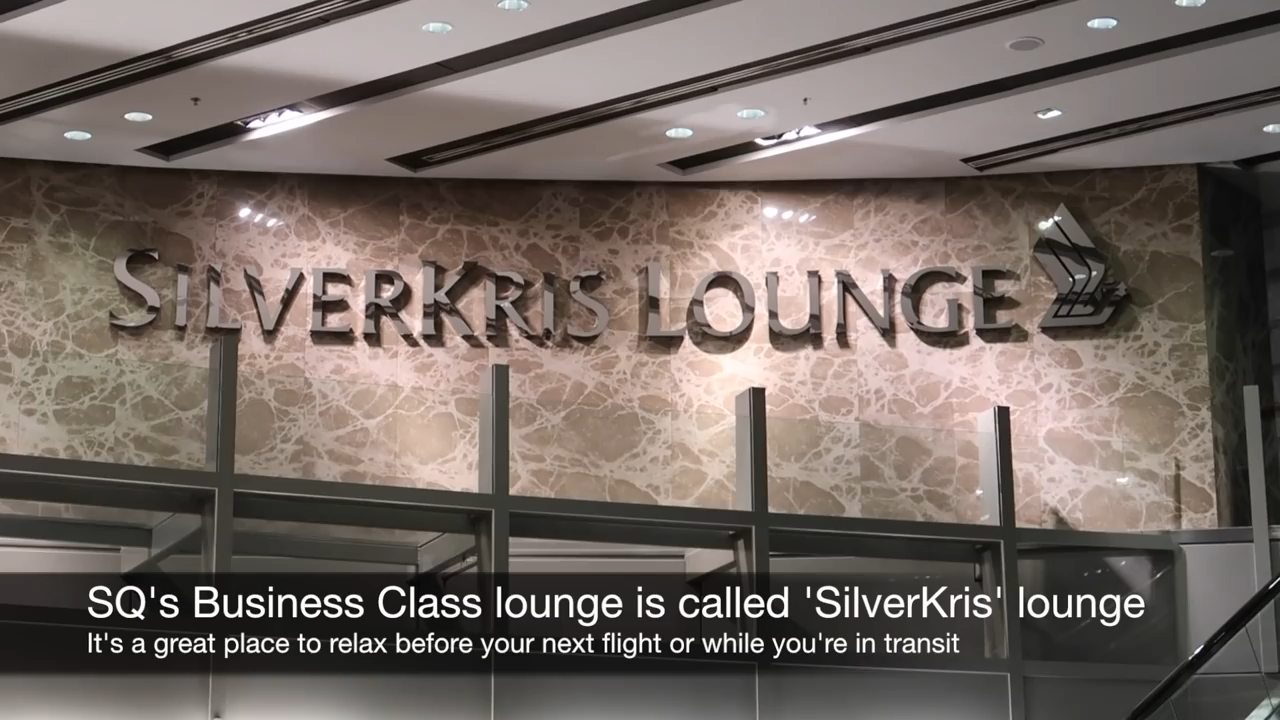 SILVERKRIS LOUNGE
SQ's Business Class lounge is called 'SilverKris' lounge
It's a great place to relax before your next flight or while you're in transit